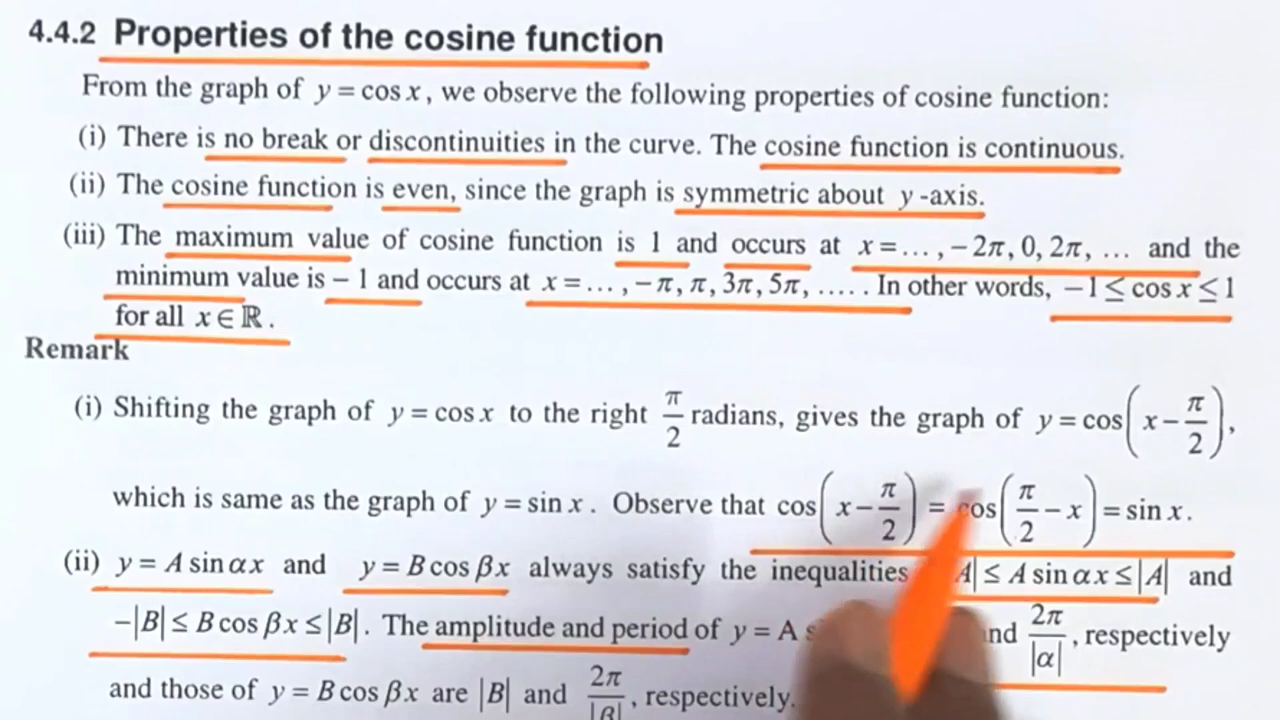 4.4.2 Properties of the cosine function
From the graph of y = cos x, we observe the following properties of cosine function:
(i) There is no break or discontinuities in the curve. The cosine function is continuous.
(ii) The cosine function is even, since the graph is symmetric about y-axis.
(iii) The maximum value of cosine function is 1 and occurs at x = ..., −2π, 0, 2π, ... and the
minimum value is −1 and occurs at x = ..., −π, π, 3π, 5π, ..... In other words, −1 ≤ cos x ≤ 1
for all x ∈ ℝ.
Remark
(i) Shifting the graph of y = cos x to the right π/2 radians, gives the graph of y = cos(x − π/2),
which is same as the graph of y = sin x. Observe that cos(x − π/2) = cos(π/2 − x) = sin x.
(ii) y = A sin αx and y = B cos βx always satisfy the inequalities A| ≤ A sin αx ≤ |A| and
−|B| ≤ B cos βx ≤ |B|. The amplitude and period of y = A s nd 2π/|α|, respectively
and those of y = B cos βx are |B| and 2π/|β|, respectively.